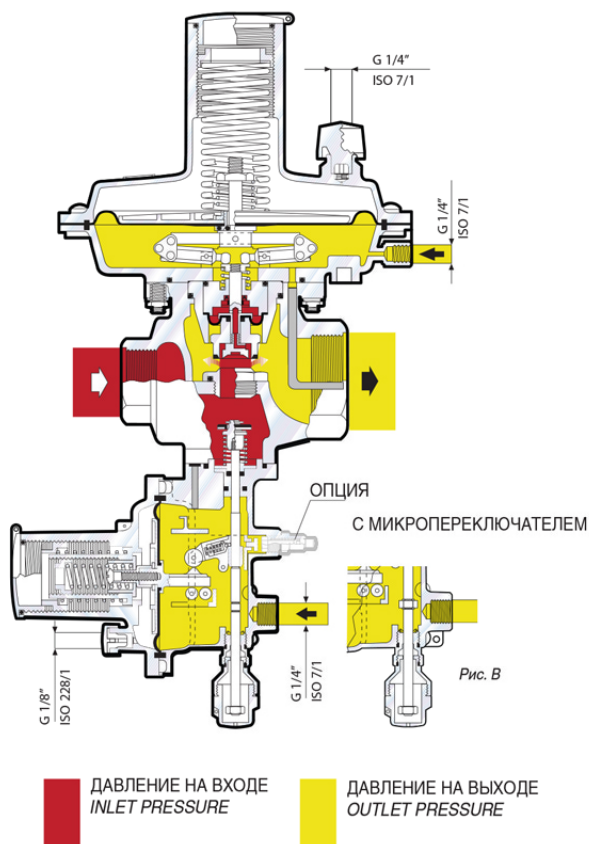 G 1/4"
ISO 7/1
G 1/4"
ISO 7/1
ОПЦИЯ
С МИКРОПЕРЕКЛЮЧАТЕЛЕМ
G 1/8"
ISO 228/1
G 1/4"
ISO 7/1
Рис. В
ДАВЛЕНИЕ НА ВХОДЕ
INLET PRESSURE
ДАВЛЕНИЕ НА ВЫХОДЕ
OUTLET PRESSURE